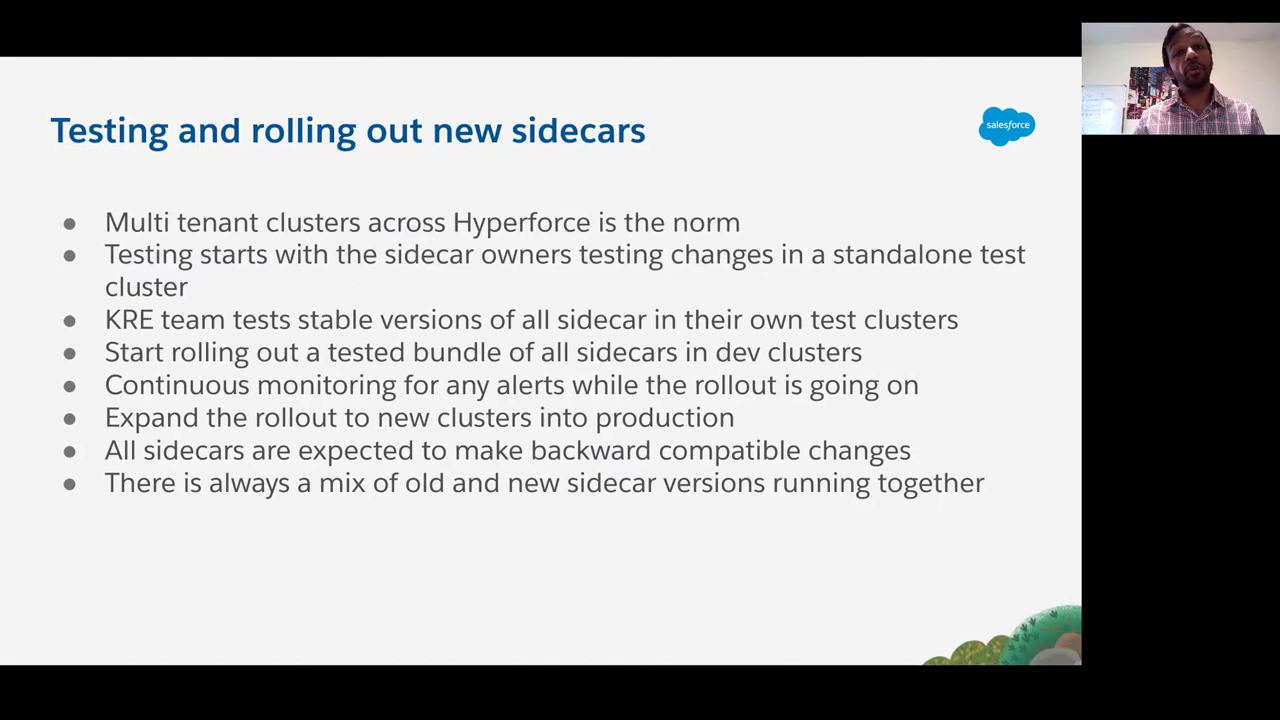 Testing and rolling out new sidecars
salesforce
Multi tenant clusters across Hyperforce is the norm
Testing starts with the sidecar owners testing changes in a standalone test
cluster
KRE team tests stable versions of all sidecar in their own test clusters
Start rolling out a tested bundle of all sidecars in dev clusters
Continuous monitoring for any alerts while the rollout is going on
Expand the rollout to new clusters into production
All sidecars are expected to make backward compatible changes
There is always a mix of old and new sidecar versions running together